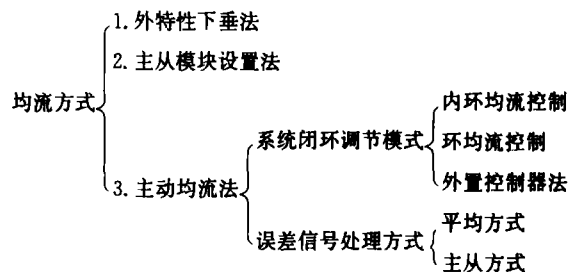 1. 外特性下垂法
2. 主从模块设置法
均流方式
3. 主动均流法
系统闭环调节模式
内环均流控制
环均流控制
外置控制器法
误差信号处理方式
平均方式
主从方式